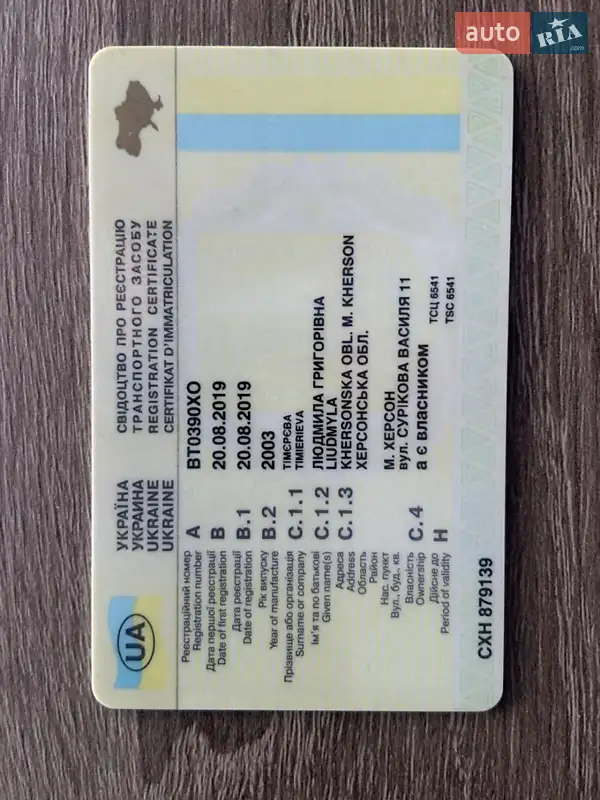 auto RIA .com
UA
УКРАЇНА
УКРАИНА
UKRAINE
UKRAINE
СВІДОЦТВО ПРО РЕЄСТРАЦІЮ
ТРАНСПОРТНОГО ЗАСОБУ
REGISTRATION CERTIFICATE
CERTIFIKAT D'IMMATRICULATION
Реєстраційний номер A BT0390XO
Registration number
Дата першої реєстрації B 20.08.2019
Date of first registration
Дата реєстрації B.1 20.08.2019
Date of registration
Рік випуску B.2 2003
Year of manufacture
Прізвище або організація C.1.1 ТІМЄРЄВА
Surname or company TIMIERIEVA
Ім'я та по батькові C.1.2 ЛЮДМИЛА ГРИГОРІВНА
Given name(s) LIUDMYLA
Адреса C.1.3 KHERSONSKA OBL. M. KHERSON
Address
Область ХЕРСОНСЬКА ОБЛ.
Район
Нас. пункт М. ХЕРСОН
Вул., буд., кв. вул. СУРІКОВА ВАСИЛЯ 11
Власність C.4 а є власником
Ownership
Дійсне до H ТСЦ 6541
Period of validity TSC 6541
СХН 879139